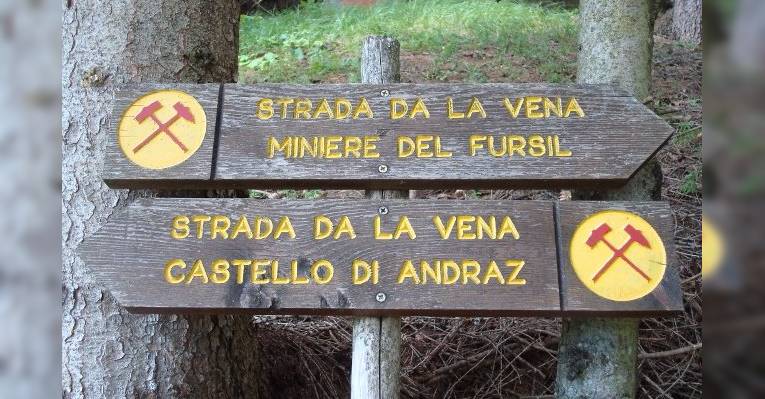 STRADA DA LA VENA
MINIERE DEL FURSIL
STRADA DA LA VENA
CASTELLO DI ANDRAZ